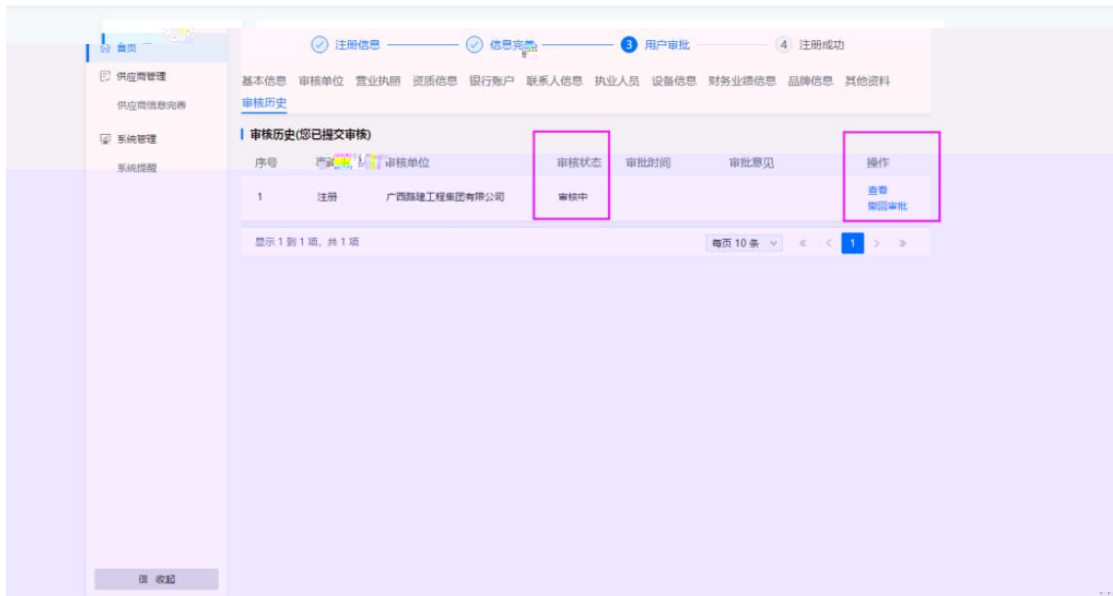 首页
供应商管理
供应商信息完善
系统管理
系统提醒
注册信息 信息完善 3 用户审批 4 注册成功
基本信息 审核单位 营业执照 资质信息 银行账户 联系人信息 执业人员 设备信息 财务业绩信息 品牌信息 其他资料
审核历史
审核历史(您已提交审核)
序号 审核单位 审核状态 审批时间 审批意见 操作
1 注册 广西路建工程集团有限公司 审核中 查看
撤回审批
显示 1 到 1 项，共 1 项 每页 10 条 « < 1 > »
收起